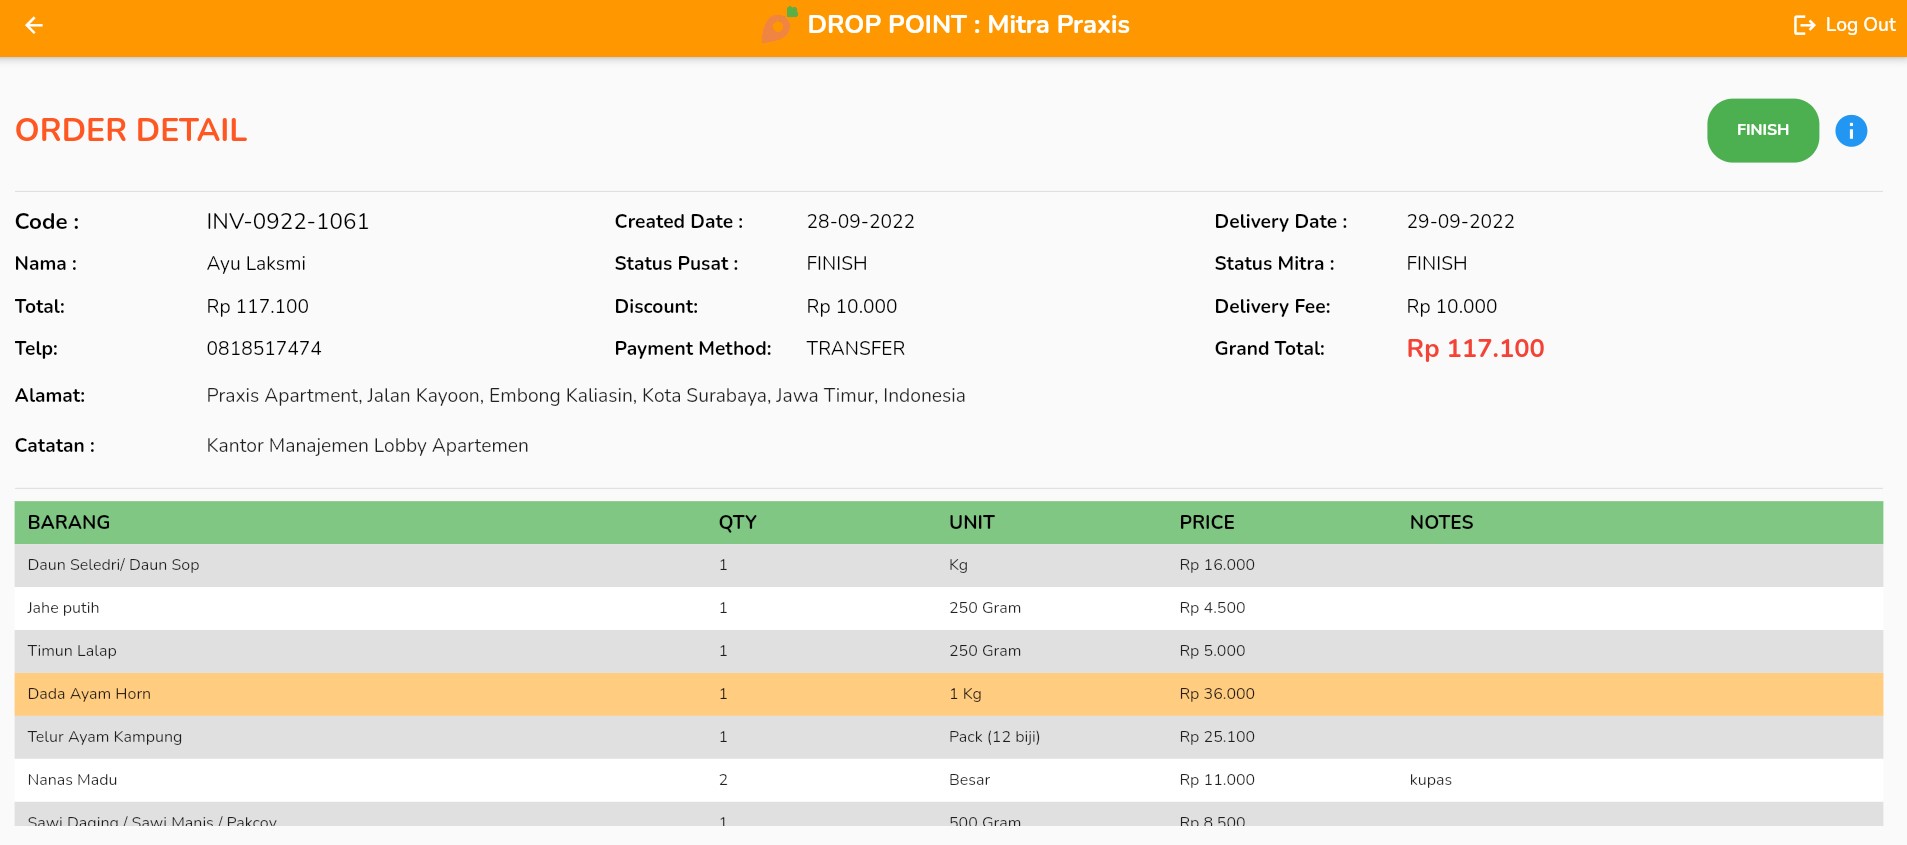 DROP POINT : Mitra Praxis
Log Out
ORDER DETAIL
FINISH
Code : INV-0922-1061 Created Date : 28-09-2022 Delivery Date : 29-09-2022
Nama : Ayu Laksmi Status Pusat : FINISH Status Mitra : FINISH
Total: Rp 117.100 Discount: Rp 10.000 Delivery Fee: Rp 10.000
Telp: 0818517474 Payment Method: TRANSFER Grand Total: Rp 117.100
Alamat: Praxis Apartment, Jalan Kayoon, Embong Kaliasin, Kota Surabaya, Jawa Timur, Indonesia
Catatan : Kantor Manajemen Lobby Apartemen
BARANG QTY UNIT PRICE NOTES
Daun Seledri/ Daun Sop 1 Kg Rp 16.000
Jahe putih 1 250 Gram Rp 4.500
Timun Lalap 1 250 Gram Rp 5.000
Dada Ayam Horn 1 1 Kg Rp 36.000
Telur Ayam Kampung 1 Pack (12 biji) Rp 25.100
Nanas Madu 2 Besar Rp 11.000 kupas
Sawi Daging / Sawi Manis / Pakcoy 1 500 Gram Rp 8.500